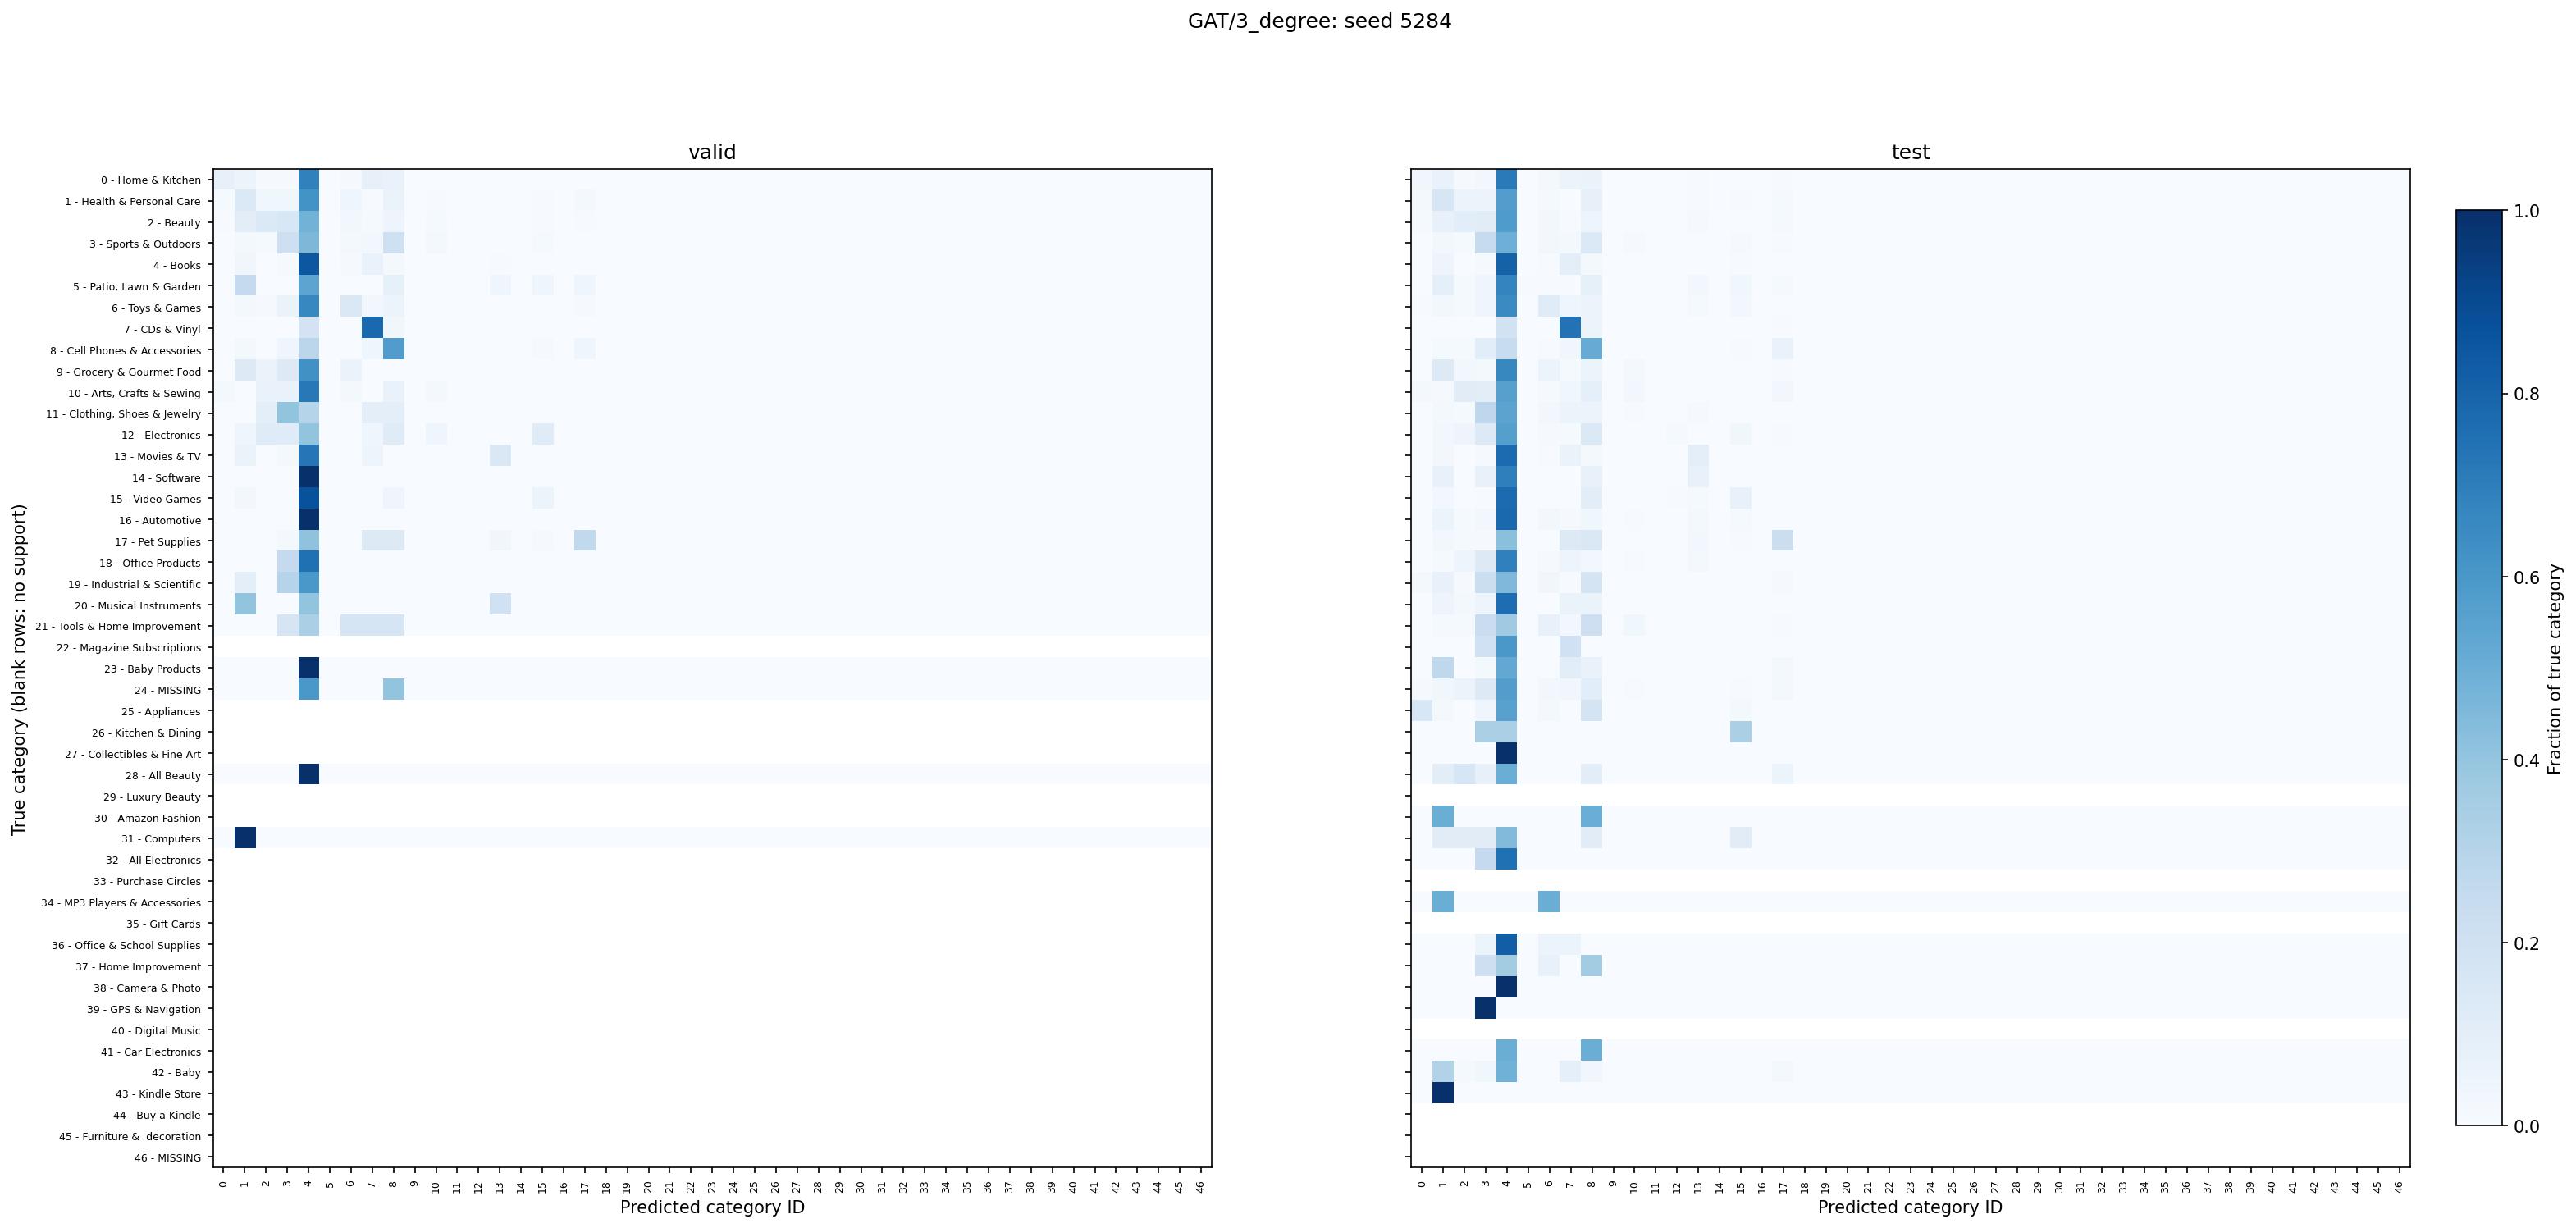 GAT/3_degree: seed 5284
valid
test
True category (blank rows: no support)
0 - Home & Kitchen
1 - Health & Personal Care
2 - Beauty
3 - Sports & Outdoors
4 - Books
5 - Patio, Lawn & Garden
6 - Toys & Games
7 - CDs & Vinyl
8 - Cell Phones & Accessories
9 - Grocery & Gourmet Food
10 - Arts, Crafts & Sewing
11 - Clothing, Shoes & Jewelry
12 - Electronics
13 - Movies & TV
14 - Software
15 - Video Games
16 - Automotive
17 - Pet Supplies
18 - Office Products
19 - Industrial & Scientific
20 - Musical Instruments
21 - Tools & Home Improvement
22 - Magazine Subscriptions
23 - Baby Products
24 - MISSING
25 - Appliances
26 - Kitchen & Dining
27 - Collectibles & Fine Art
28 - All Beauty
29 - Luxury Beauty
30 - Amazon Fashion
31 - Computers
32 - All Electronics
33 - Purchase Circles
34 - MP3 Players & Accessories
35 - Gift Cards
36 - Office & School Supplies
37 - Home Improvement
38 - Camera & Photo
39 - GPS & Navigation
40 - Digital Music
41 - Car Electronics
42 - Baby
43 - Kindle Store
44 - Buy a Kindle
45 - Furniture &  decoration
46 - MISSING
0 1 2 3 4 5 6 7 8 9 10 11 12 13 14 15 16 17 18 19 20 21 22 23 24 25 26 27 28 29 30 31 32 33 34 35 36 37 38 39 40 41 42 43 44 45 46
Predicted category ID
0 1 2 3 4 5 6 7 8 9 10 11 12 13 14 15 16 17 18 19 20 21 22 23 24 25 26 27 28 29 30 31 32 33 34 35 36 37 38 39 40 41 42 43 44 45 46
Predicted category ID
1.0
0.8
0.6
0.4
0.2
0.0
Fraction of true category